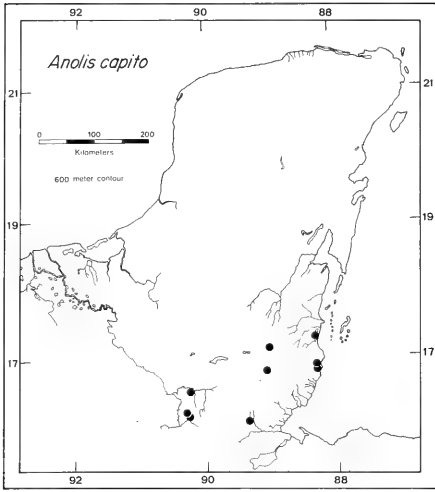 92 90 88
Anolis capito
21 21
0 100 200
Kilometers
600 meter contour
19 19
17 17
92 90 88